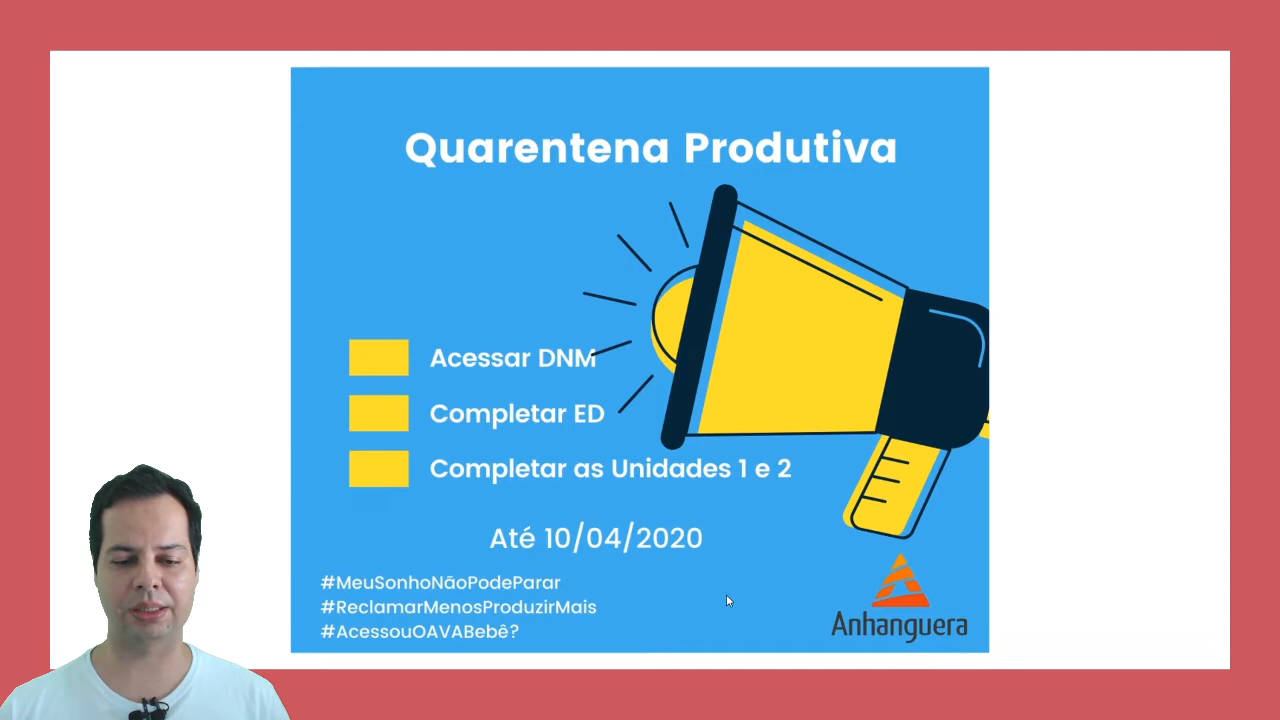 Quarentena Produtiva
Acessar DNM
Completar ED
Completar as Unidades 1 e 2
Até 10/04/2020
#MeuSonhoNãoPodeParar
#ReclamarMenosProduzirMais
#AcessouOAVABebê?
Anhanguera